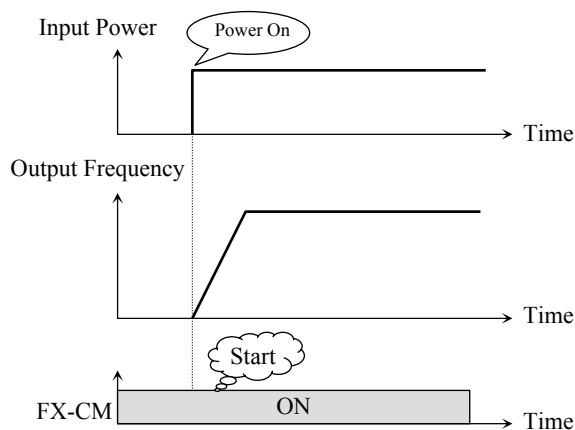 Input Power
Power On
Time
Output Frequency
Time
Start
FX-CM
ON
Time